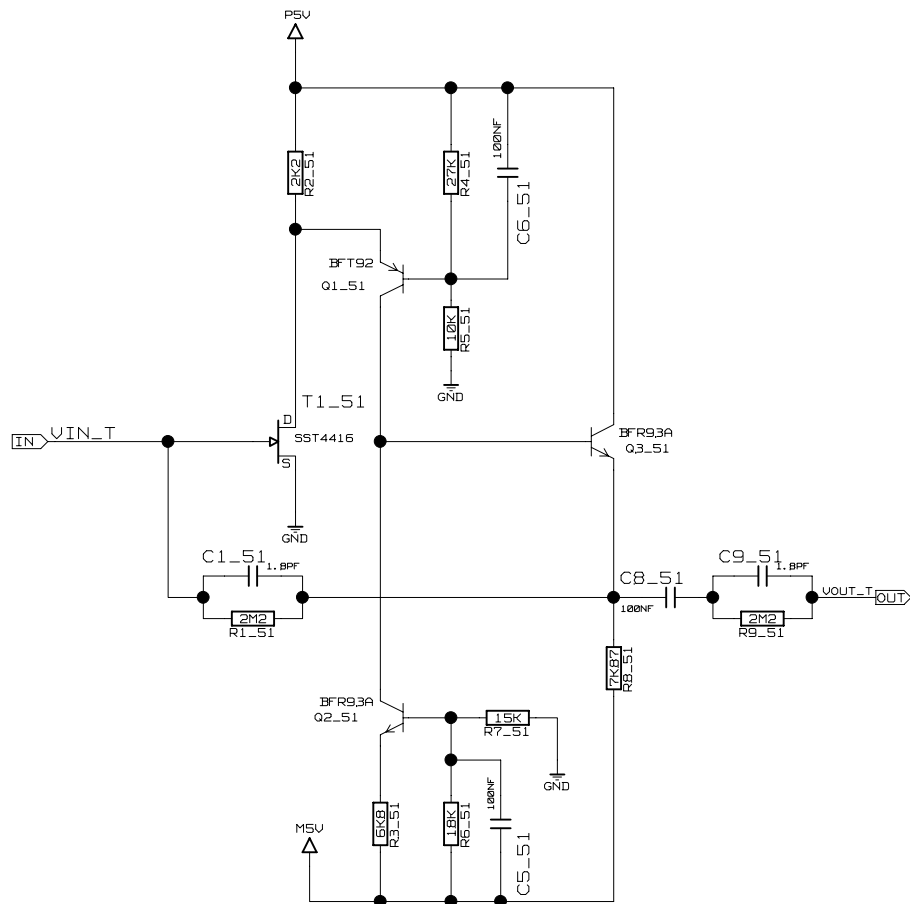 P5V
2K2
R2_51
27K
R4_51
100NF
C6_51
BFT92
Q1_51
10K
R5_51
GND
T1_51
D
SST4416
S
GND
IN
VIN_T
BFR93A
Q3_51
C1_51
1.8PF
2M2
R1_51
C8_51
100NF
C9_51
1.8PF
2M2
R9_51
VOUT_T
OUT
7K87
R8_51
BFR93A
Q2_51
15K
R7_51
GND
6K8
R3_51
18K
R6_51
100NF
C5_51
M5V